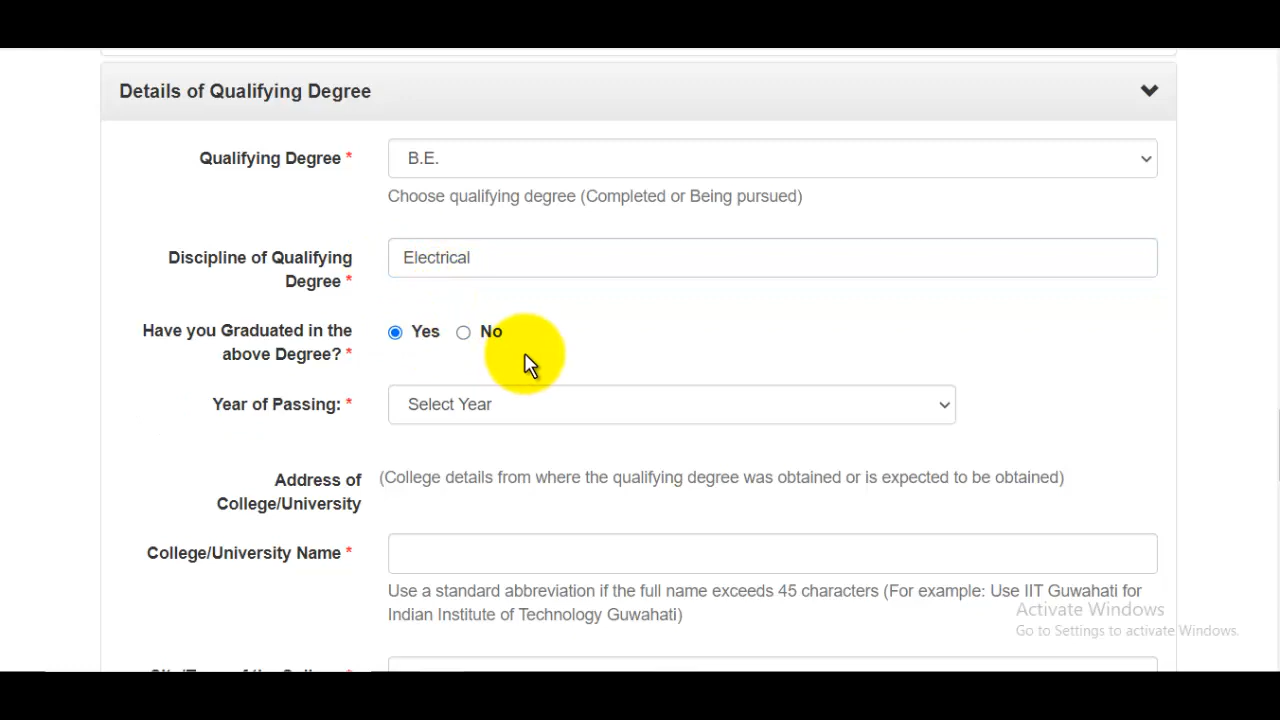 Details of Qualifying Degree
Qualifying Degree *
B.E.
Choose qualifying degree (Completed or Being pursued)
Discipline of Qualifying
Degree *
Electrical
Have you Graduated in the
above Degree? *
Yes No
Year of Passing: *
Select Year
Address of
College/University
(College details from where the qualifying degree was obtained or is expected to be obtained)
College/University Name *
Use a standard abbreviation if the full name exceeds 45 characters (For example: Use IIT Guwahati for
Indian Institute of Technology Guwahati)
Activate Windows
Go to Settings to activate Windows.